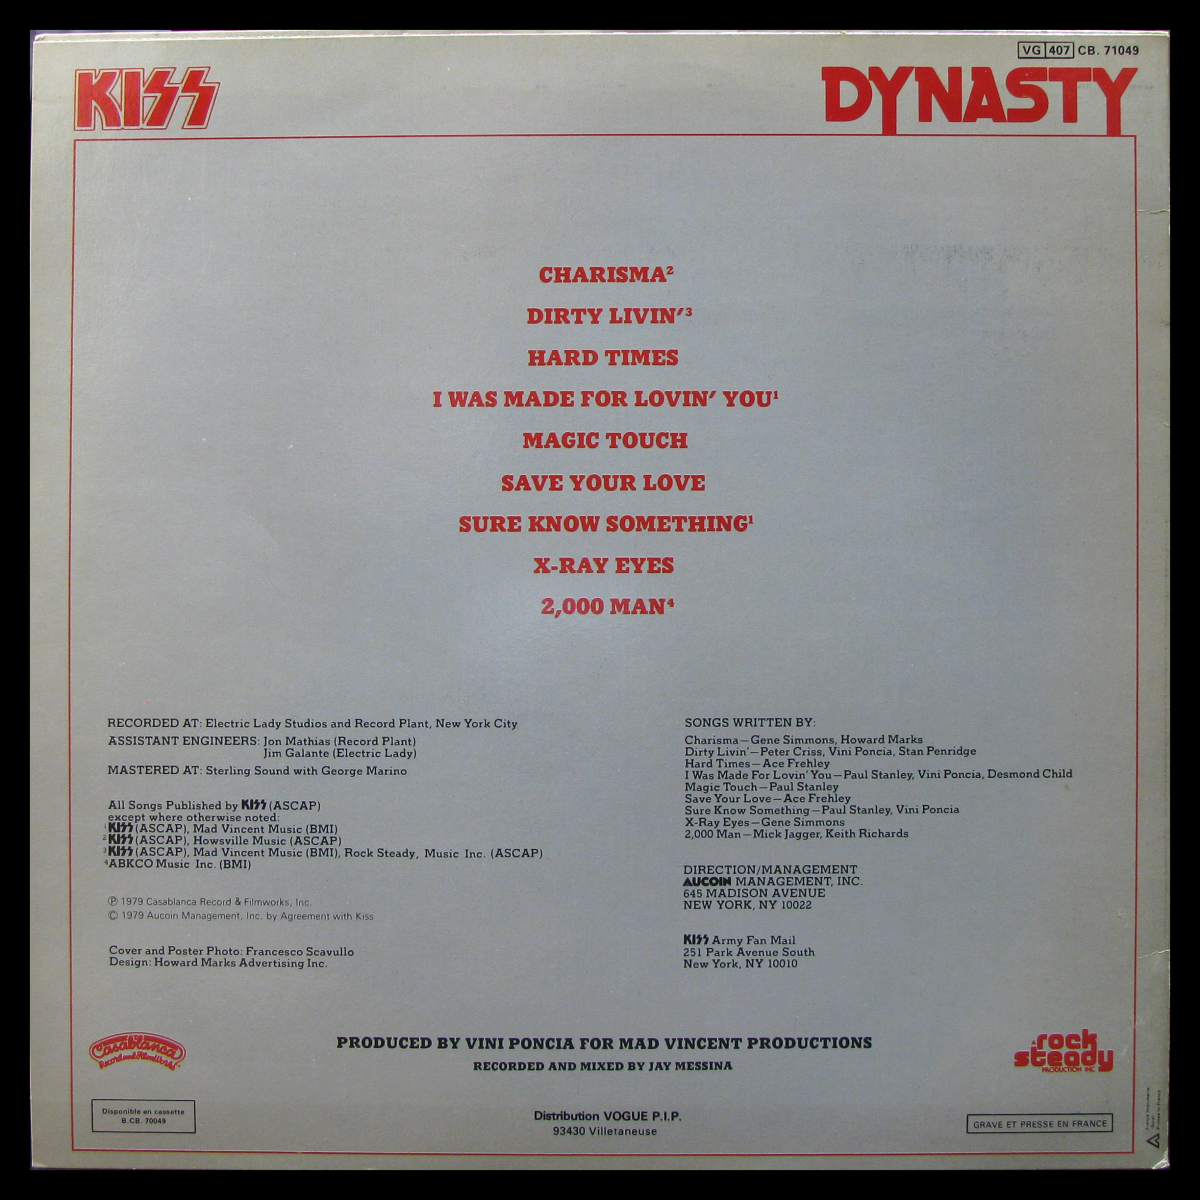 VG 407 CB. 71049
KISS DYNASTY
CHARISMA²
DIRTY LIVIN'³
HARD TIMES
I WAS MADE FOR LOVIN' YOU¹
MAGIC TOUCH
SAVE YOUR LOVE
SURE KNOW SOMETHING¹
X-RAY EYES
2,000 MAN⁴
RECORDED AT: Electric Lady Studios and Record Plant, New York City
ASSISTANT ENGINEERS: Jon Mathias (Record Plant)
Jim Galante (Electric Lady)
MASTERED AT: Sterling Sound with George Marino
All Songs Published by KISS (ASCAP)
except where otherwise noted:
¹KISS (ASCAP), Mad Vincent Music (BMI)
²KISS (ASCAP), Howsville Music (ASCAP)
³KISS (ASCAP), Mad Vincent Music (BMI), Rock Steady, Music Inc. (ASCAP)
⁴ABKCO Music Inc. (BMI)
℗ 1979 Casablanca Record & Filmworks, Inc.
© 1979 Aucoin Management, Inc. by Agreement with Kiss
Cover and Poster Photo: Francesco Scavullo
Design: Howard Marks Advertising Inc.
SONGS WRITTEN BY:
Charisma—Gene Simmons, Howard Marks
Dirty Livin'—Peter Criss, Vini Poncia, Stan Penridge
Hard Times—Ace Frehley
I Was Made For Lovin' You—Paul Stanley, Vini Poncia, Desmond Child
Magic Touch—Paul Stanley
Save Your Love—Ace Frehley
Sure Know Something—Paul Stanley, Vini Poncia
X-Ray Eyes—Gene Simmons
2,000 Man—Mick Jagger, Keith Richards
DIRECTION/MANAGEMENT
AUCOIN MANAGEMENT, INC.
645 MADISON AVENUE
NEW YORK, NY 10022
KISS Army Fan Mail
251 Park Avenue South
New York, NY 10010
Casablanca
Record and FilmWorks
PRODUCED BY VINI PONCIA FOR MAD VINCENT PRODUCTIONS
RECORDED AND MIXED BY JAY MESSINA
A rock
steady
PRODUCTION INC
Disponible en cassette
B.CB. 70049
Distribution VOGUE P.I.P.
93430 Villetaneuse
GRAVE ET PRESSE EN FRANCE